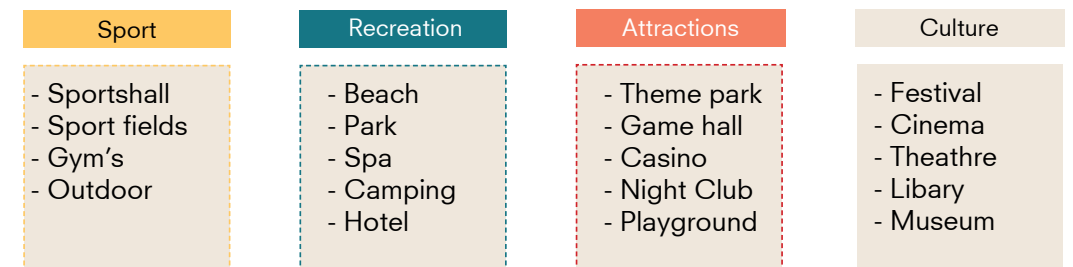 Sport
- Sportshall
- Sport fields
- Gym’s
- Outdoor
Recreation
- Beach
- Park
- Spa
- Camping
- Hotel
Attractions
- Theme park
- Game hall
- Casino
- Night Club
- Playground
Culture
- Festival
- Cinema
- Theathre
- Libary
- Museum